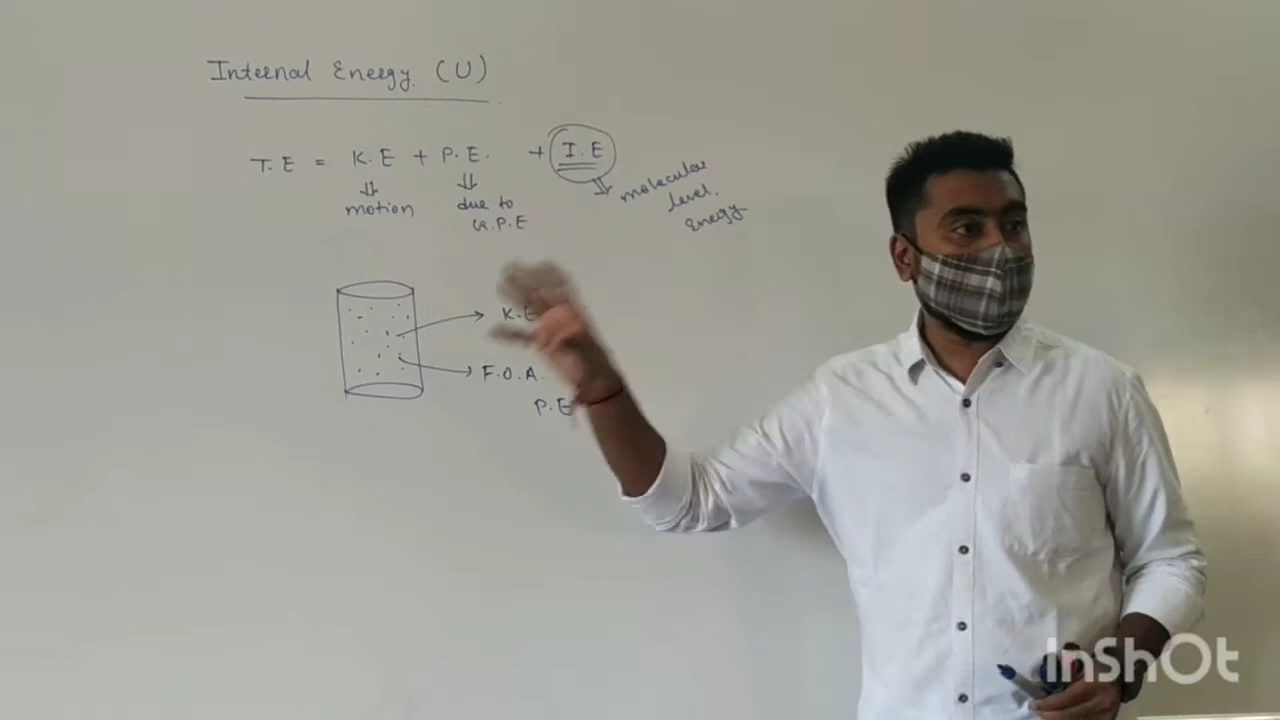 Internal Energy (U)
T.E = K.E + P.E. + I.E
motion
due to
G.P.E
molecular
level.
Energy
K.E
F.O.A.
P.E
InShOt